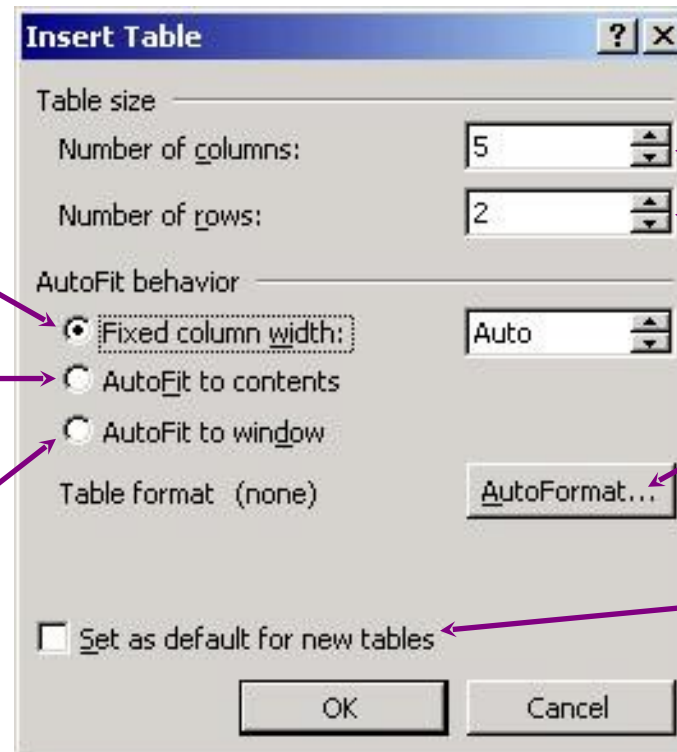 Insert Table ? ×
Table size
Number of columns: 5
Number of rows: 2
AutoFit behavior
Fixed column width: Auto
AutoFit to contents
AutoFit to window
Table format (none) AutoFormat...
Set as default for new tables
OK Cancel